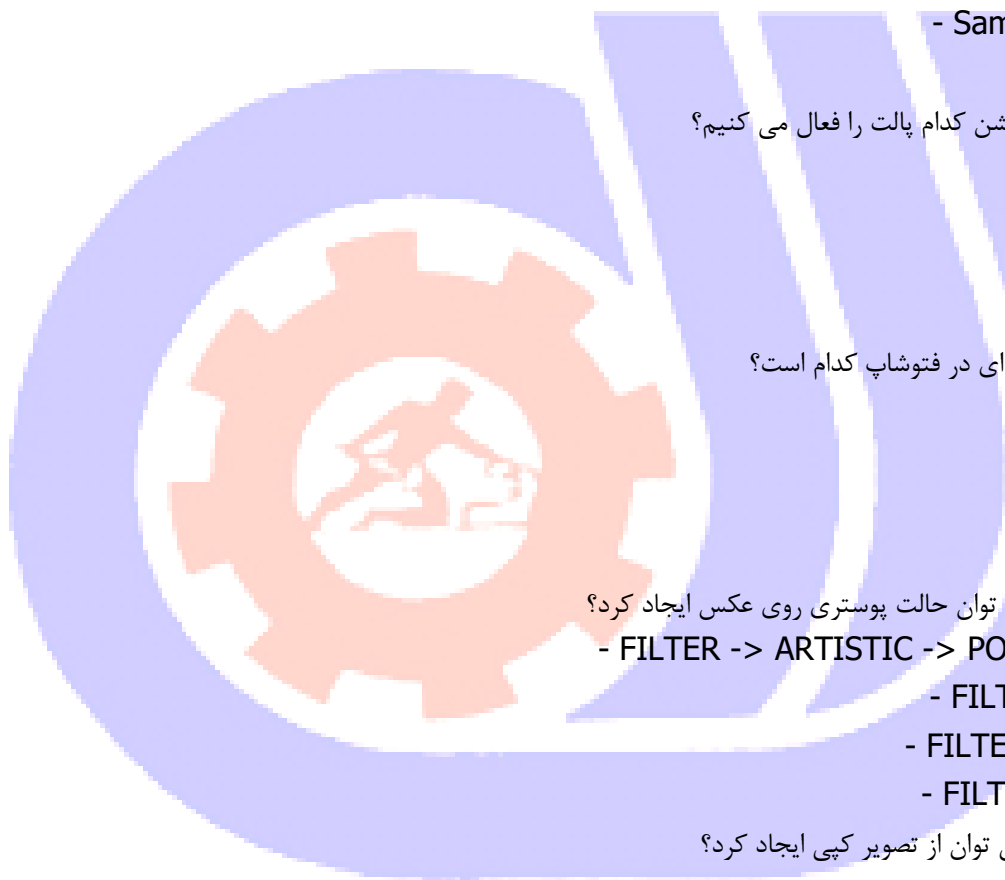 - Sam
شن کدام پالت را فعال می کنیم؟
ای در فتوشاپ کدام است؟
توان حالت پوستری روی عکس ایجاد کرد؟
- FILTER -> ARTISTIC -> PO
- FILT
- FILTE
- FILT
توان از تصویر کپی ایجاد کرد؟